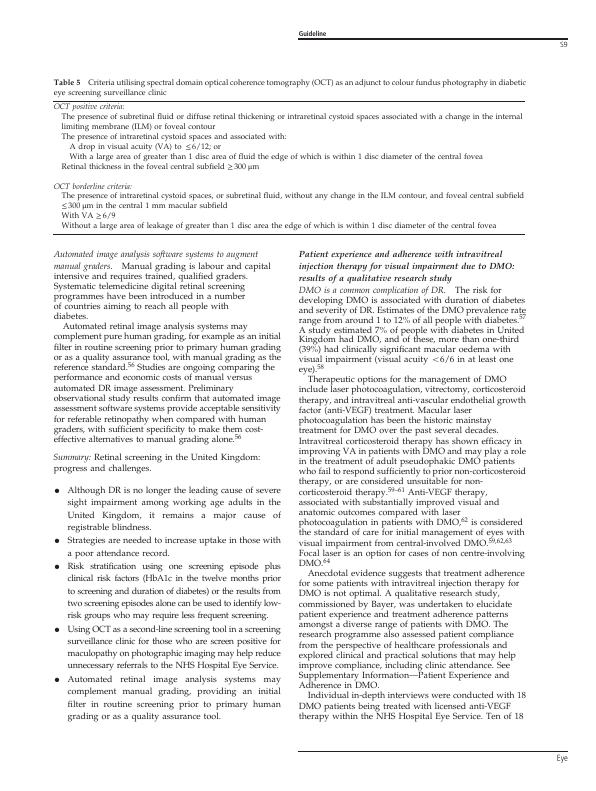 Guideline
S9
Table 5 Criteria utilising spectral domain optical coherence tomography (OCT) as an adjunct to colour fundus photography in diabetic
eye screening surveillance clinic
OCT positive criteria:
The presence of subretinal fluid or diffuse retinal thickening or intraretinal cystoid spaces associated with a change in the internal
limiting membrane (ILM) or foveal contour
The presence of intraretinal cystoid spaces and associated with:
A drop in visual acuity (VA) to ≤6/12; or
With a large area of greater than 1 disc area of fluid the edge of which is within 1 disc diameter of the central fovea
Retinal thickness in the foveal central subfield ≥300 μm
OCT borderline criteria:
The presence of intraretinal cystoid spaces, or subretinal fluid, without any change in the ILM contour, and foveal central subfield
≤300 μm in the central 1 mm macular subfield
With VA ≥6/9
Without a large area of leakage of greater than 1 disc area the edge of which is within 1 disc diameter of the central fovea
Automated image analysis software systems to augment
manual graders. Manual grading is labour and capital
intensive and requires trained, qualified graders.
Systematic telemedicine digital retinal screening
programmes have been introduced in a number
of countries aiming to reach all people with
diabetes.
Automated retinal image analysis systems may
complement pure human grading, for example as an initial
filter in routine screening prior to primary human grading
or as a quality assurance tool, with manual grading as the
reference standard.56 Studies are ongoing comparing the
performance and economic costs of manual versus
automated DR image assessment. Preliminary
observational study results confirm that automated image
assessment software systems provide acceptable sensitivity
for referable retinopathy when compared with human
graders, with sufficient specificity to make them cost-
effective alternatives to manual grading alone.56
Summary: Retinal screening in the United Kingdom:
progress and challenges.
● Although DR is no longer the leading cause of severe
sight impairment among working age adults in the
United Kingdom, it remains a major cause of
registrable blindness.
● Strategies are needed to increase uptake in those with
a poor attendance record.
● Risk stratification using one screening episode plus
clinical risk factors (HbA1c in the twelve months prior
to screening and duration of diabetes) or the results from
two screening episodes alone can be used to identify low-
risk groups who may require less frequent screening.
● Using OCT as a second-line screening tool in a screening
surveillance clinic for those who are screen positive for
maculopathy on photographic imaging may help reduce
unnecessary referrals to the NHS Hospital Eye Service.
● Automated retinal image analysis systems may
complement manual grading, providing an initial
filter in routine screening prior to primary human
grading or as a quality assurance tool.
Patient experience and adherence with intravitreal
injection therapy for visual impairment due to DMO:
results of a qualitative research study
DMO is a common complication of DR. The risk for
developing DMO is associated with duration of diabetes
and severity of DR. Estimates of the DMO prevalence rate
range from around 1 to 12% of all people with diabetes.57
A study estimated 7% of people with diabetes in United
Kingdom had DMO, and of these, more than one-third
(39%) had clinically significant macular oedema with
visual impairment (visual acuity <6/6 in at least one
eye).58
Therapeutic options for the management of DMO
include laser photocoagulation, vitrectomy, corticosteroid
therapy, and intravitreal anti-vascular endothelial growth
factor (anti-VEGF) treatment. Macular laser
photocoagulation has been the historic mainstay
treatment for DMO over the past several decades.
Intravitreal corticosteroid therapy has shown efficacy in
improving VA in patients with DMO and may play a role
in the treatment of adult pseudophakic DMO patients
who fail to respond sufficiently to prior non-corticosteroid
therapy, or are considered unsuitable for non-
corticosteroid therapy.59–61 Anti-VEGF therapy,
associated with substantially improved visual and
anatomic outcomes compared with laser
photocoagulation in patients with DMO,62 is considered
the standard of care for initial management of eyes with
visual impairment from central-involved DMO.59,62,63
Focal laser is an option for cases of non centre-involving
DMO.64
Anecdotal evidence suggests that treatment adherence
for some patients with intravitreal injection therapy for
DMO is not optimal. A qualitative research study,
commissioned by Bayer, was undertaken to elucidate
patient experience and treatment adherence patterns
amongst a diverse range of patients with DMO. The
research programme also assessed patient compliance
from the perspective of healthcare professionals and
explored clinical and practical solutions that may help
improve compliance, including clinic attendance. See
Supplementary Information—Patient Experience and
Adherence in DMO.
Individual in-depth interviews were conducted with 18
DMO patients being treated with licensed anti-VEGF
therapy within the NHS Hospital Eye Service. Ten of 18
Eye